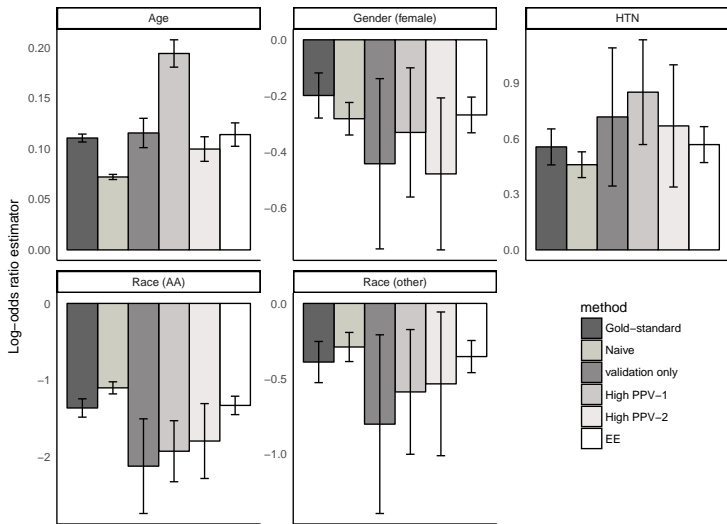 Age
Gender (female)
HTN
0.00
0.05
0.10
0.15
0.20
−0.6
−0.4
−0.2
0.0
0.0
0.3
0.6
0.9
Race (AA)
Race (other)
−2
−1
0
−1.0
−0.5
0.0
Log−odds ratio estimator
method
Gold−standard
Naive
validation only
High PPV−1
High PPV−2
EE